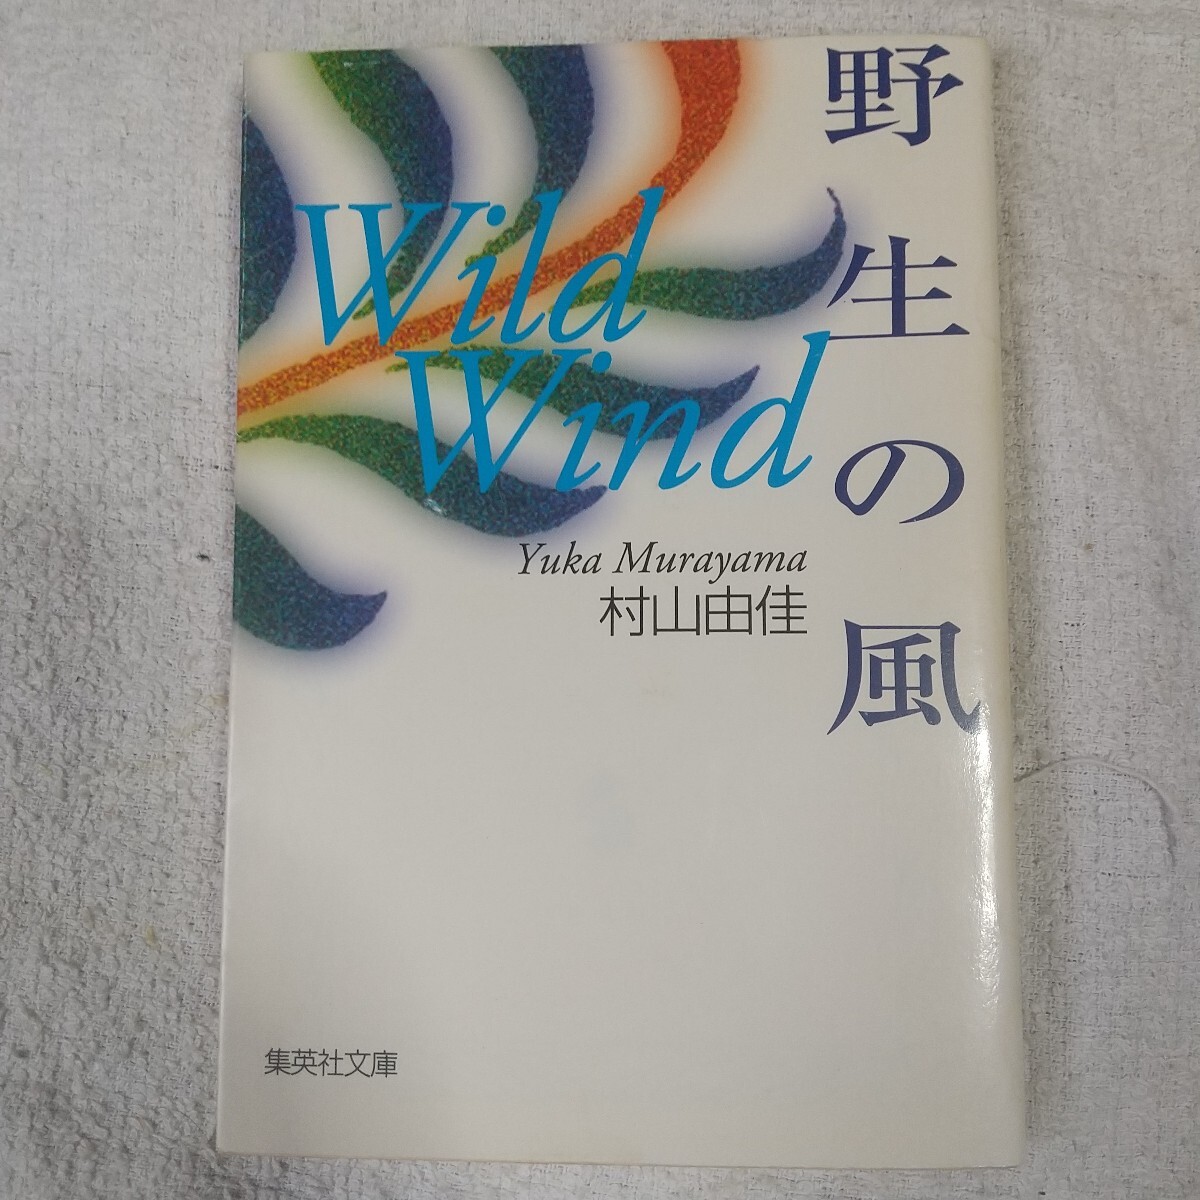 野生の風
Wild
Wind
Yuka Murayama
村山由佳
集英社文庫